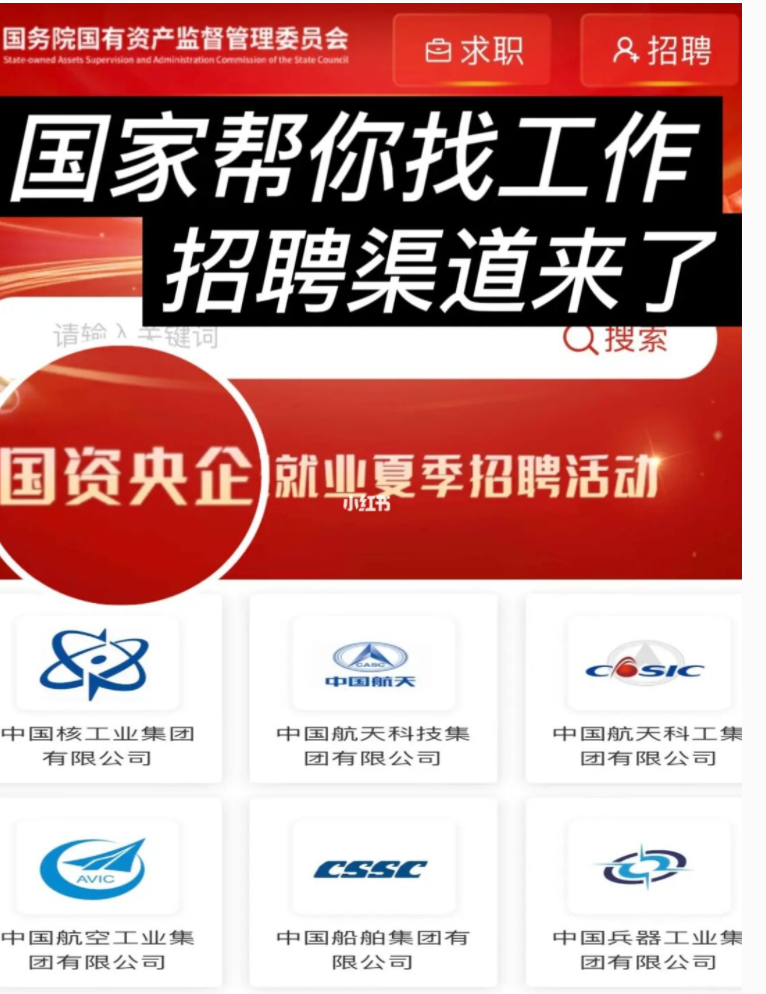 国务院国有资产监督管理委员会
State-owned Assets Supervision and Administration Commission of the State Council
求职
招聘
国家帮你找工作
招聘渠道来了
请输入关键词
搜索
国资央企就业夏季招聘活动
小红书
CASC
中国航天
CASIC
中国核工业集团
有限公司
中国航天科技集
团有限公司
中国航天科工集
团有限公司
AVIC
CSSC
中国航空工业集
团有限公司
中国船舶集团有
限公司
中国兵器工业集
团有限公司